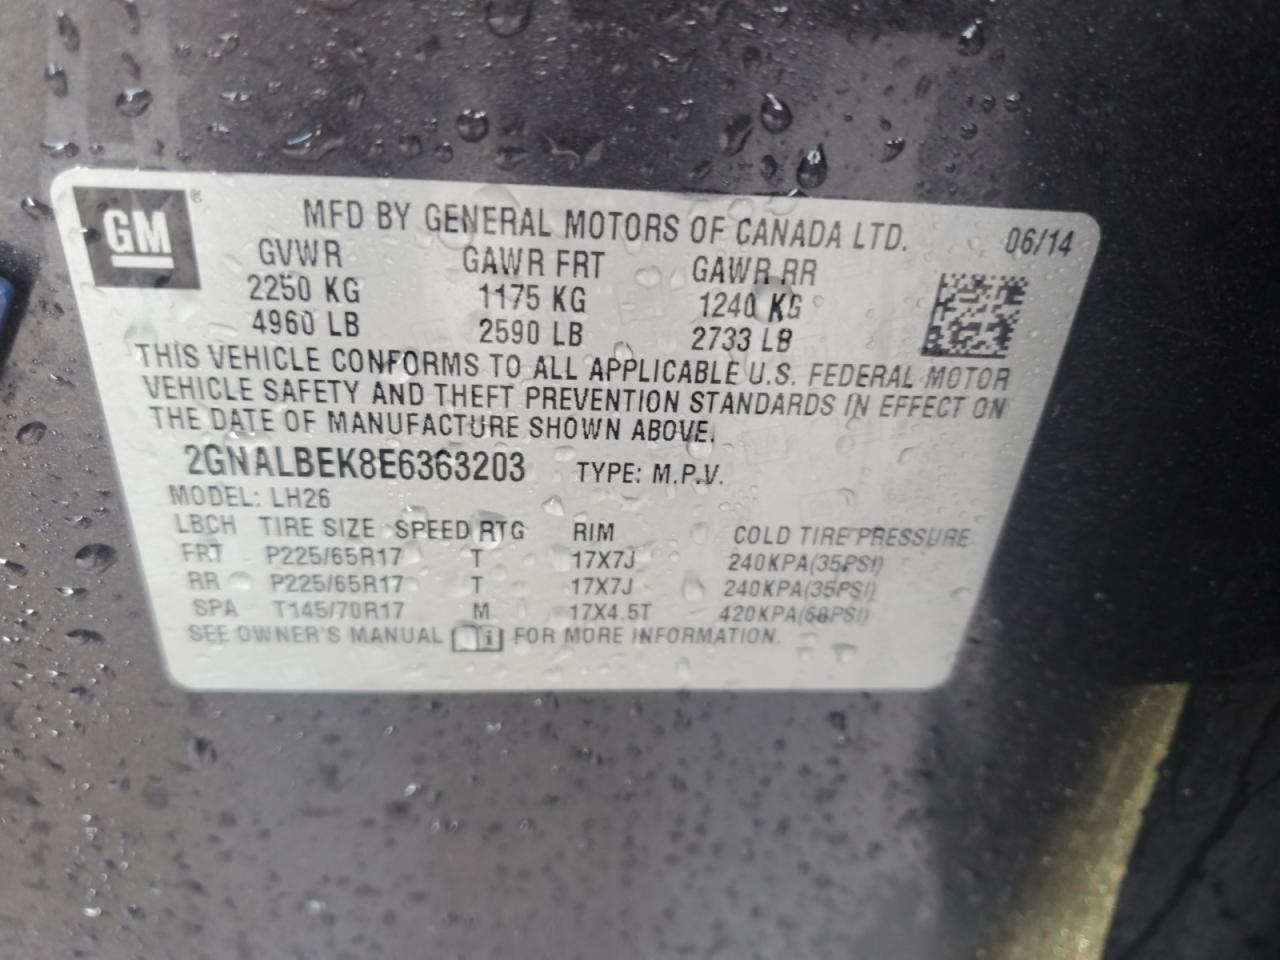 GM ®
MFD BY GENERAL MOTORS OF CANADA LTD. 06/14
GVWR GAWR FRT GAWR RR
2250 KG 1175 KG 1240 KG
4960 LB 2590 LB 2733 LB
THIS VEHICLE CONFORMS TO ALL APPLICABLE U.S. FEDERAL MOTOR
VEHICLE SAFETY AND THEFT PREVENTION STANDARDS IN EFFECT ON
THE DATE OF MANUFACTURE SHOWN ABOVE.
2GNALBEK8E6363203 TYPE: M.P.V.
MODEL: LH26
LBCH TIRE SIZE SPEED RTG RIM COLD TIRE PRESSURE
FRT P225/65R17 T 17X7J 240KPA(35PSI)
RR P225/65R17 T 17X7J 240KPA(35PSI)
SPA T145/70R17 M 17X4.5T 420KPA(60PSI)
SEE OWNER'S MANUAL FOR MORE INFORMATION.